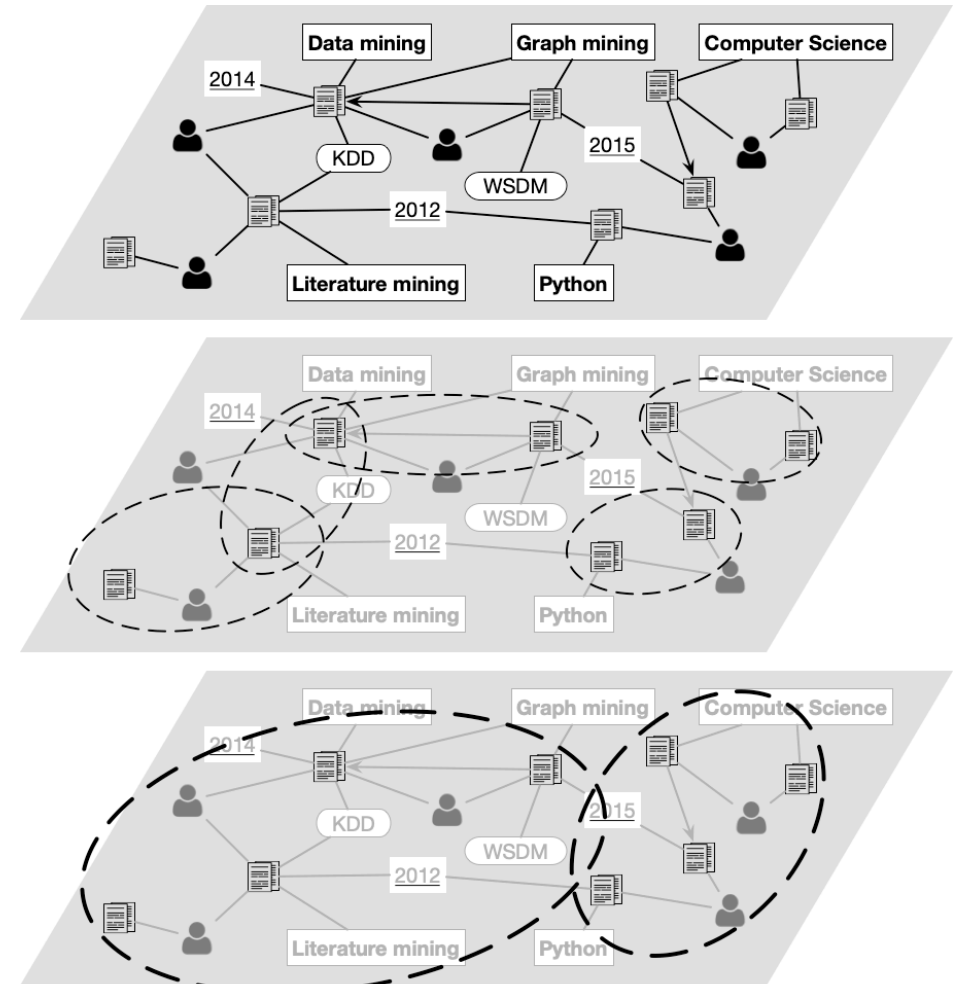 Data mining
Graph mining
Computer Science
2014
KDD
2015
WSDM
2012
Literature mining
Python
Data mining
Graph mining
Computer Science
2014
KDD
2015
WSDM
2012
Literature mining
Python
Data mining
Graph mining
Computer Science
2014
KDD
2015
WSDM
2012
Literature mining
Python